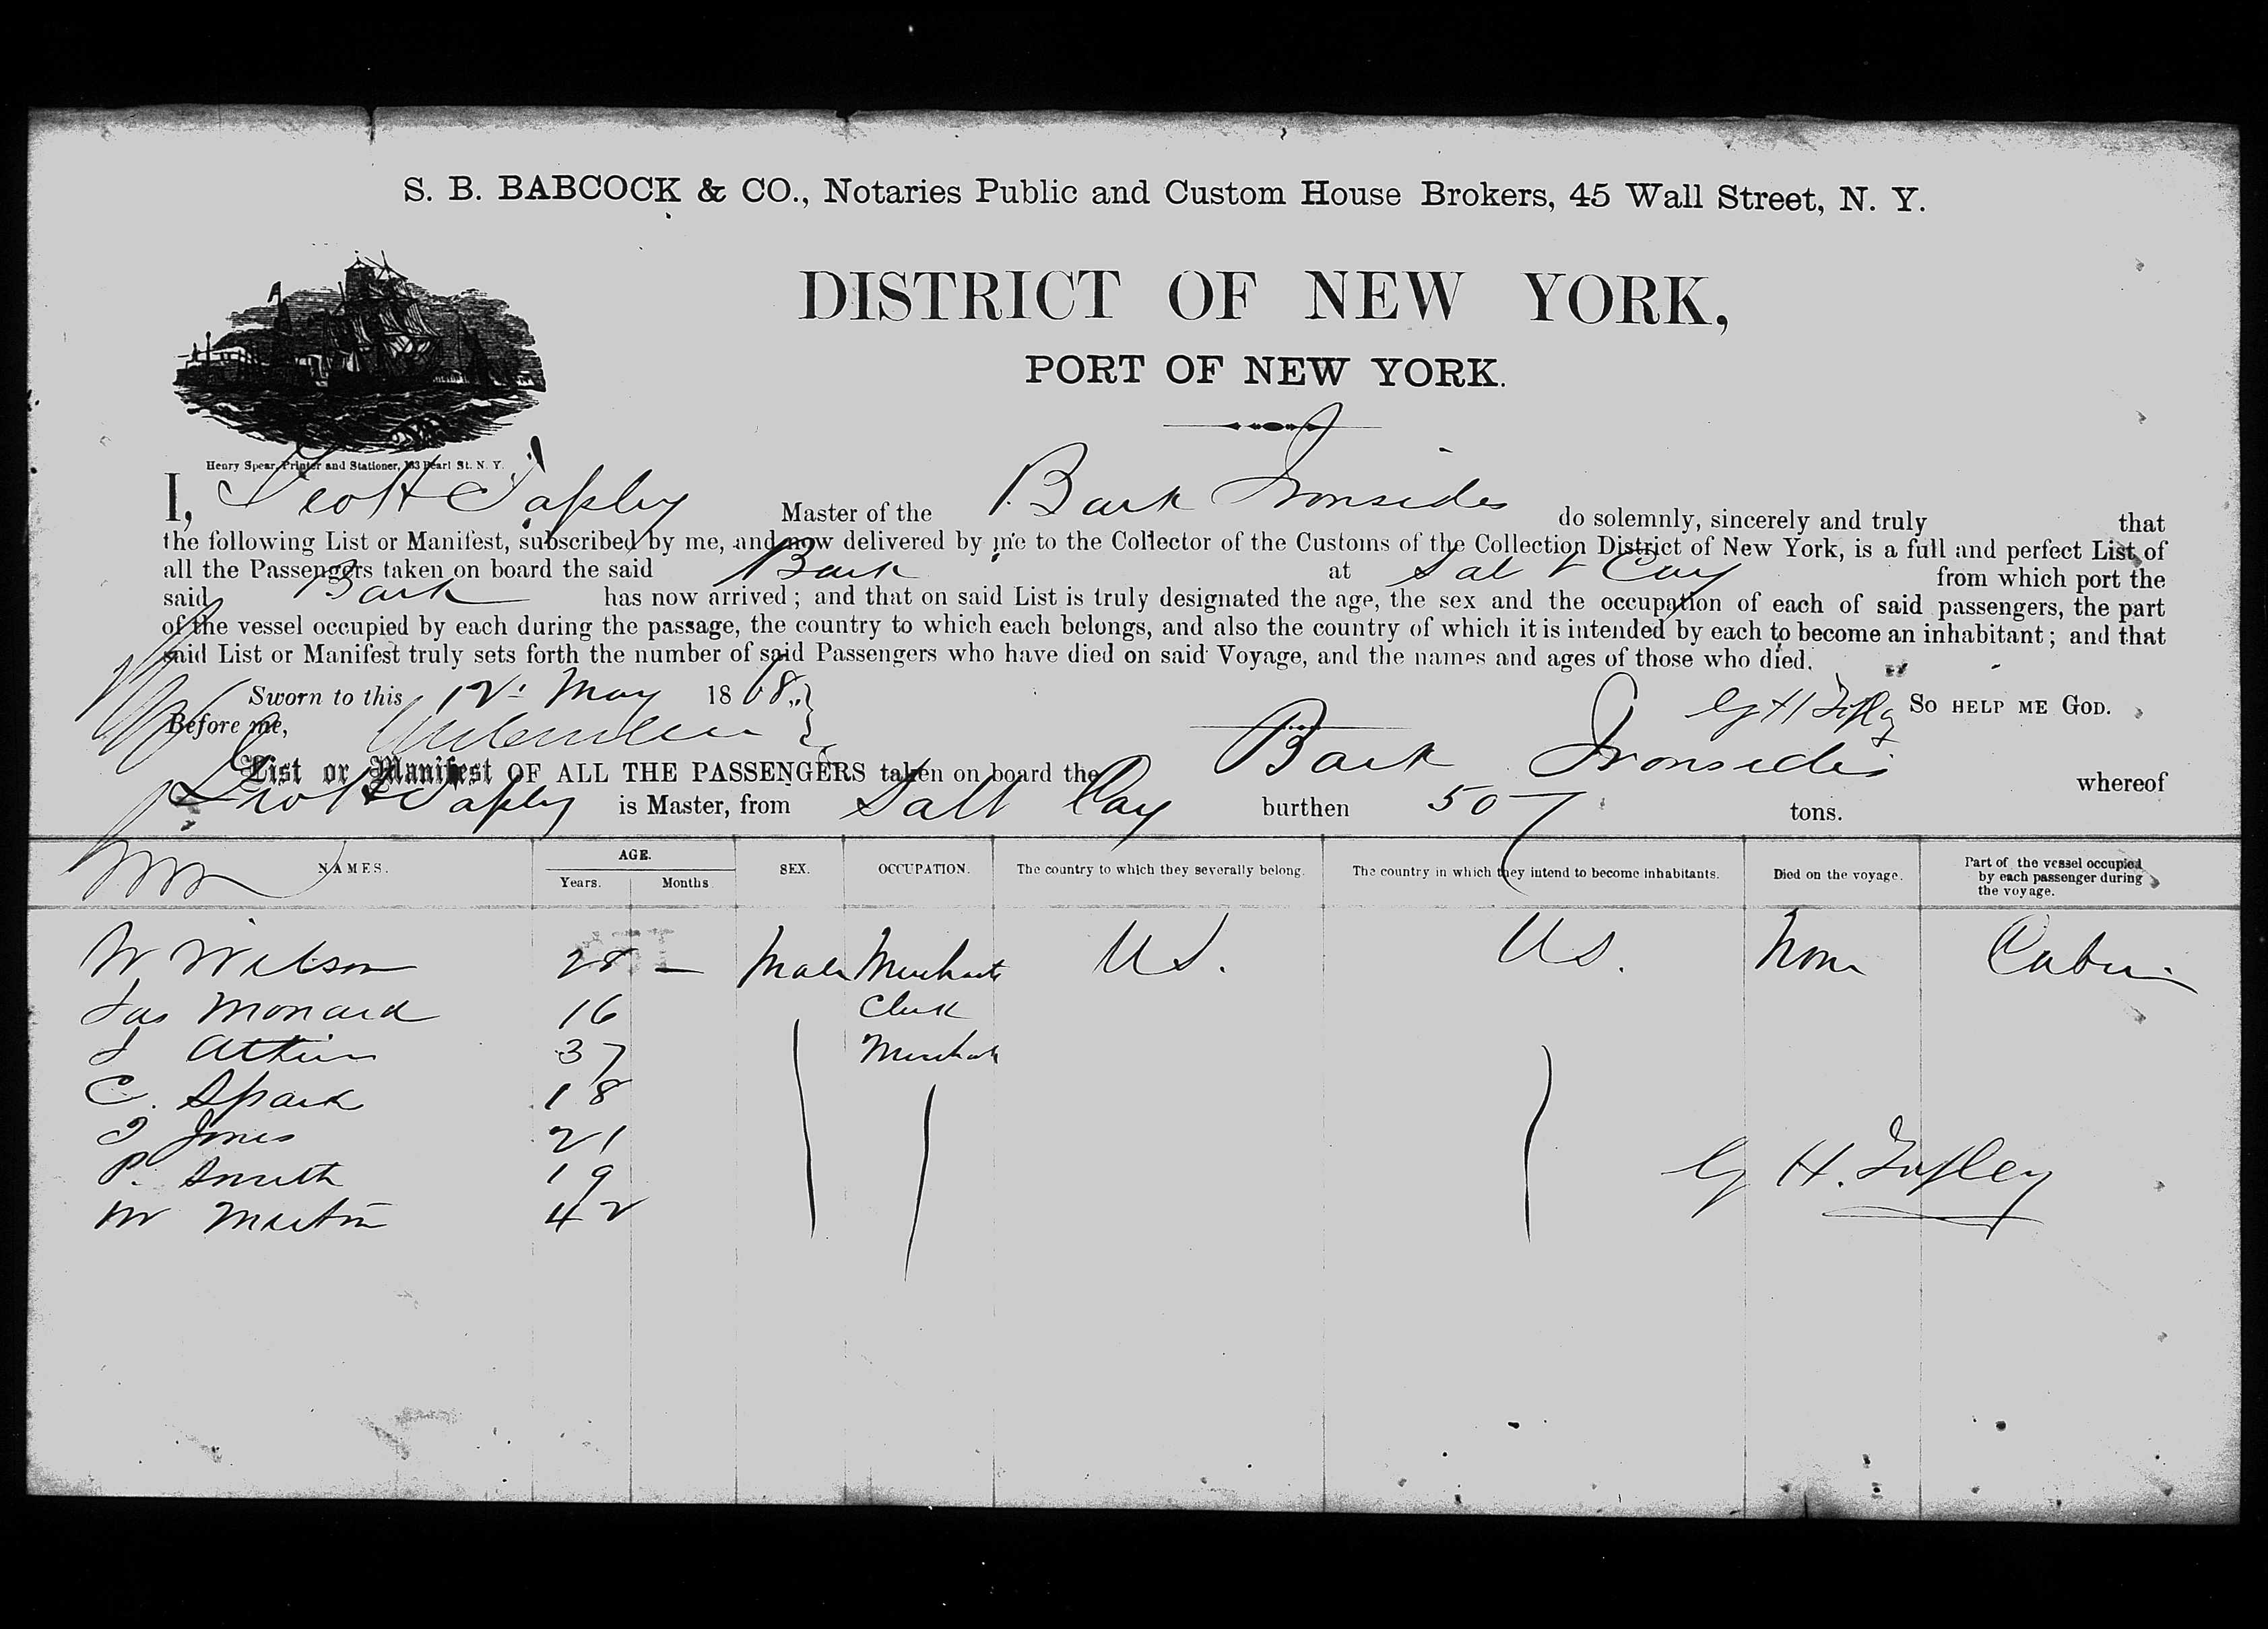 S. B. BABCOCK & CO., Notaries Public and Custom House Brokers, 45 Wall Street, N. Y.
DISTRICT OF NEW YORK,
PORT OF NEW YORK.
Henry Spear, Printer and Stationer, 133 Pearl St. N. Y.
I, Geo H Tapley Master of the Bark Ironsides do solemnly, sincerely and truly that
the following List or Manifest, subscribed by me, and now delivered by me to the Collector of the Customs of the Collection District of New York, is a full and perfect List of
all the Passengers taken on board the said Bark at Salt Cay from which port the
said Bark has now arrived; and that on said List is truly designated the age, the sex and the occupation of each of said passengers, the part
of the vessel occupied by each during the passage, the country to which each belongs, and also the country of which it is intended by each to become an inhabitant; and that
said List or Manifest truly sets forth the number of said Passengers who have died on said Voyage, and the names and ages of those who died.
Sworn to this 12 May 1868 G H Tapley SO HELP ME GOD.
Before me,
List or Manifest OF ALL THE PASSENGERS taken on board the Bark Ironsides whereof
Geo H Tapley is Master, from Salt Cay burthen 507 tons.
NAMES. AGE. Years. Months. SEX. OCCUPATION. The country to which they severally belong. The country in which they intend to become inhabitants. Died on the voyage. Part of the vessel occupied by each passenger during the voyage.
W Wilson 28 — Male Merchant U S. U S. None Cabin
Jas Monard 16 Clerk
J Atkins 37 Merchant
C. Spark 18
J Jones 21
P. Smith 19 G H. Tapley
W Martin 42